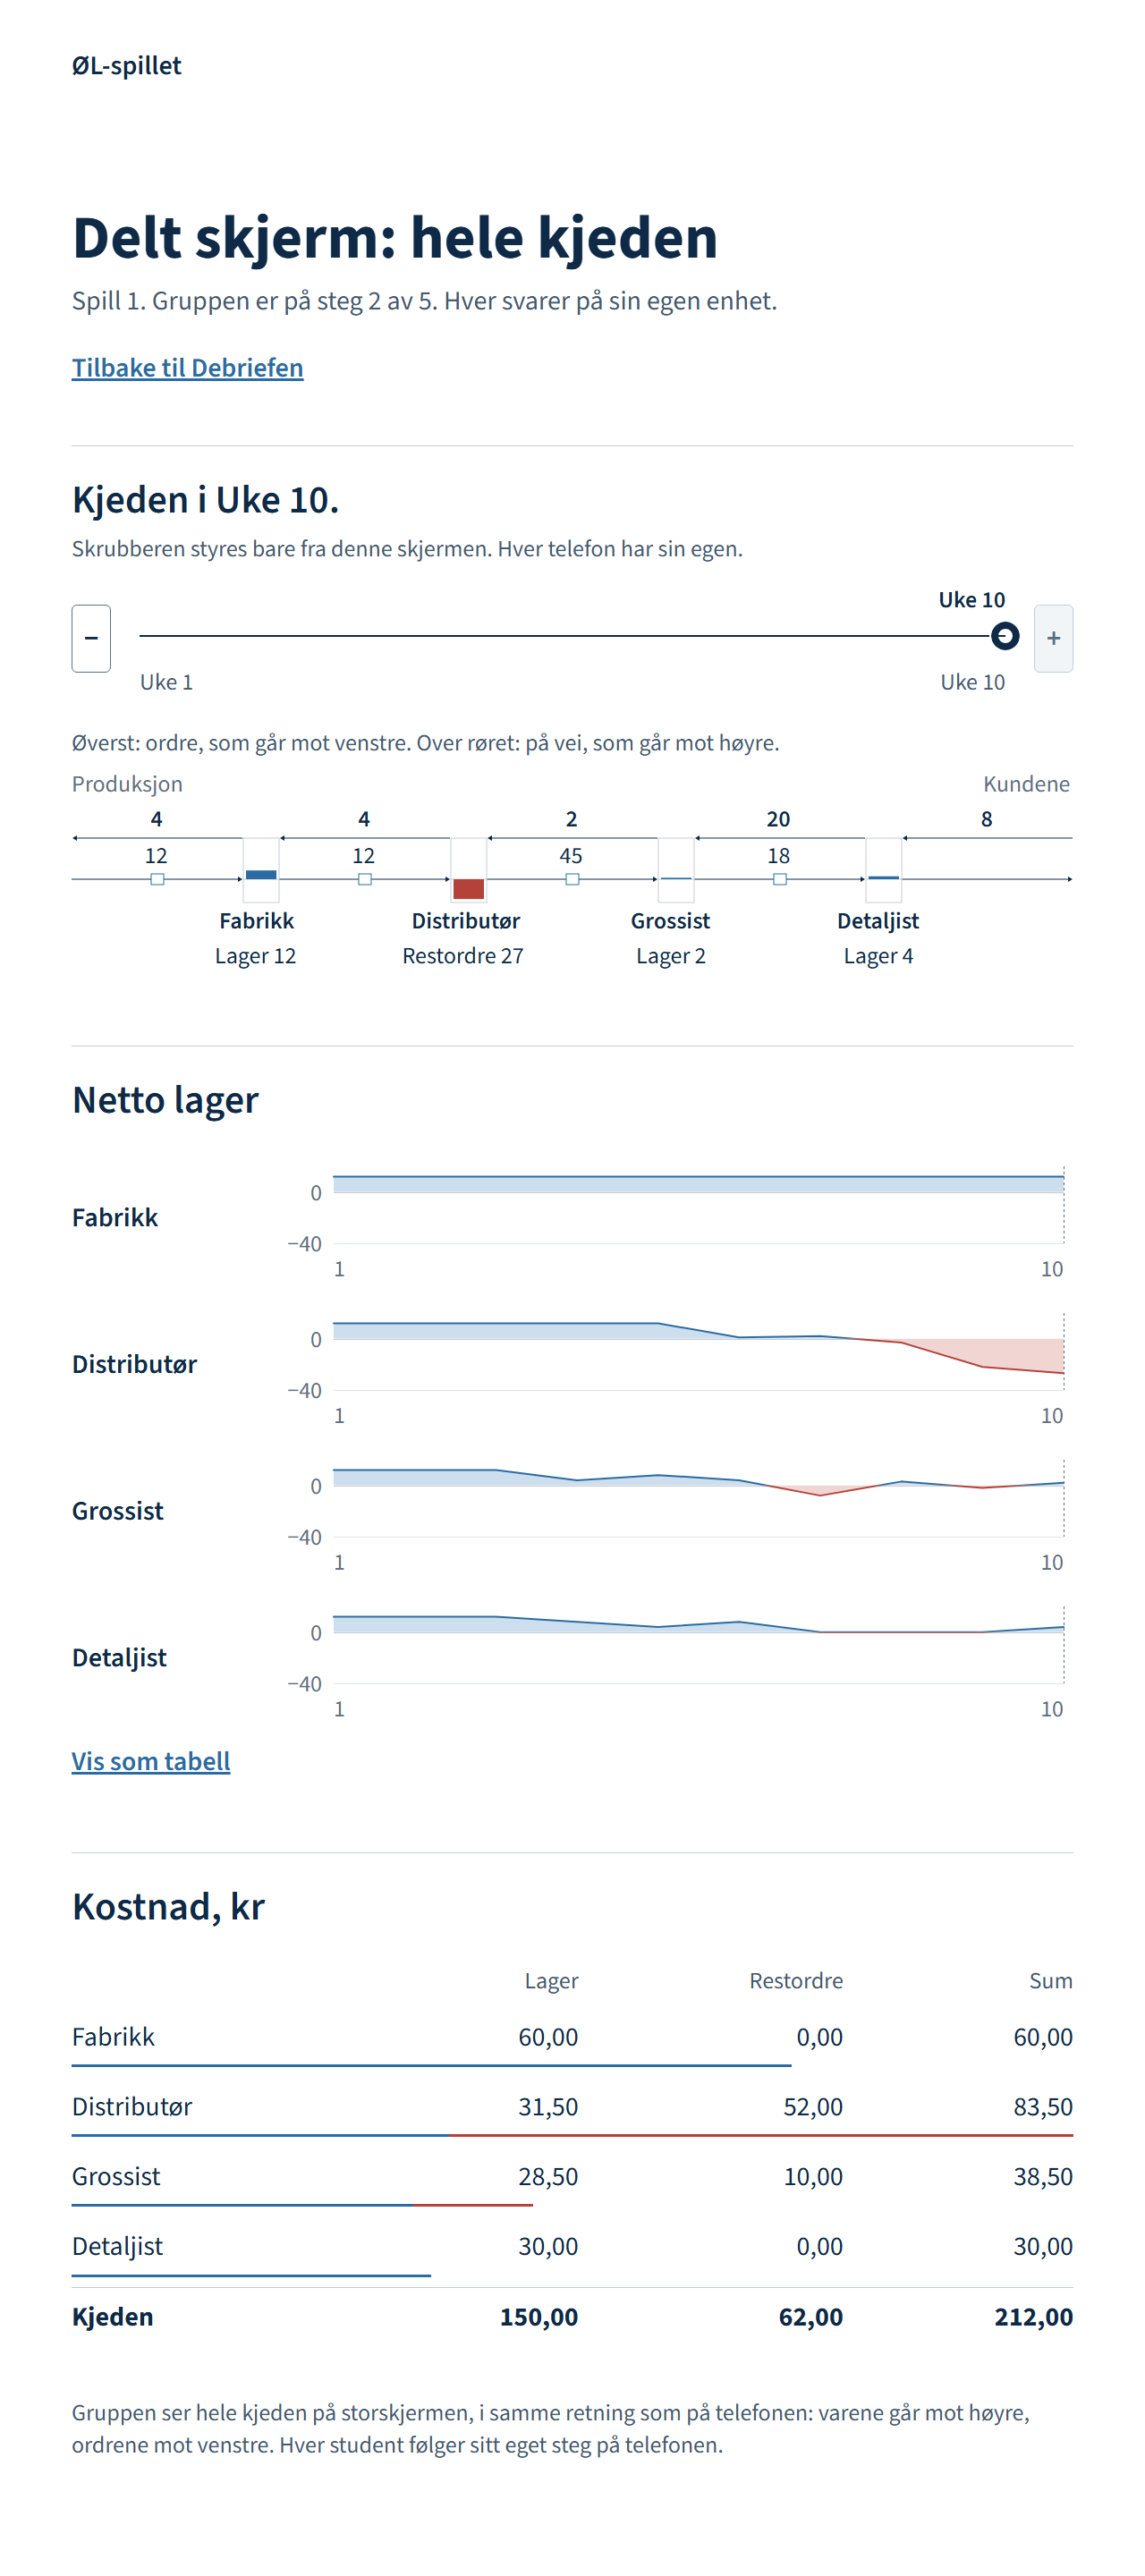 ØL-spillet
Delt skjerm: hele kjeden
Spill 1. Gruppen er på steg 2 av 5. Hver svarer på sin egen enhet.
Tilbake til Debriefen
Kjeden i Uke 10.
Skrubberen styres bare fra denne skjermen. Hver telefon har sin egen.
Uke 10
− +
Uke 1 Uke 10
Øverst: ordre, som går mot venstre. Over røret: på vei, som går mot høyre.
Produksjon Kundene
4 4 2 20 8
12 12 45 18
Fabrikk Distributør Grossist Detaljist
Lager 12 Restordre 27 Lager 2 Lager 4
Netto lager
0
Fabrikk
−40
1 10
0
Distributør
−40
1 10
0
Grossist
−40
1 10
0
Detaljist
−40
1 10
Vis som tabell
Kostnad, kr
Lager Restordre Sum
Fabrikk 60,00 0,00 60,00
Distributør 31,50 52,00 83,50
Grossist 28,50 10,00 38,50
Detaljist 30,00 0,00 30,00
Kjeden 150,00 62,00 212,00
Gruppen ser hele kjeden på storskjermen, i samme retning som på telefonen: varene går mot høyre,
ordrene mot venstre. Hver student følger sitt eget steg på telefonen.